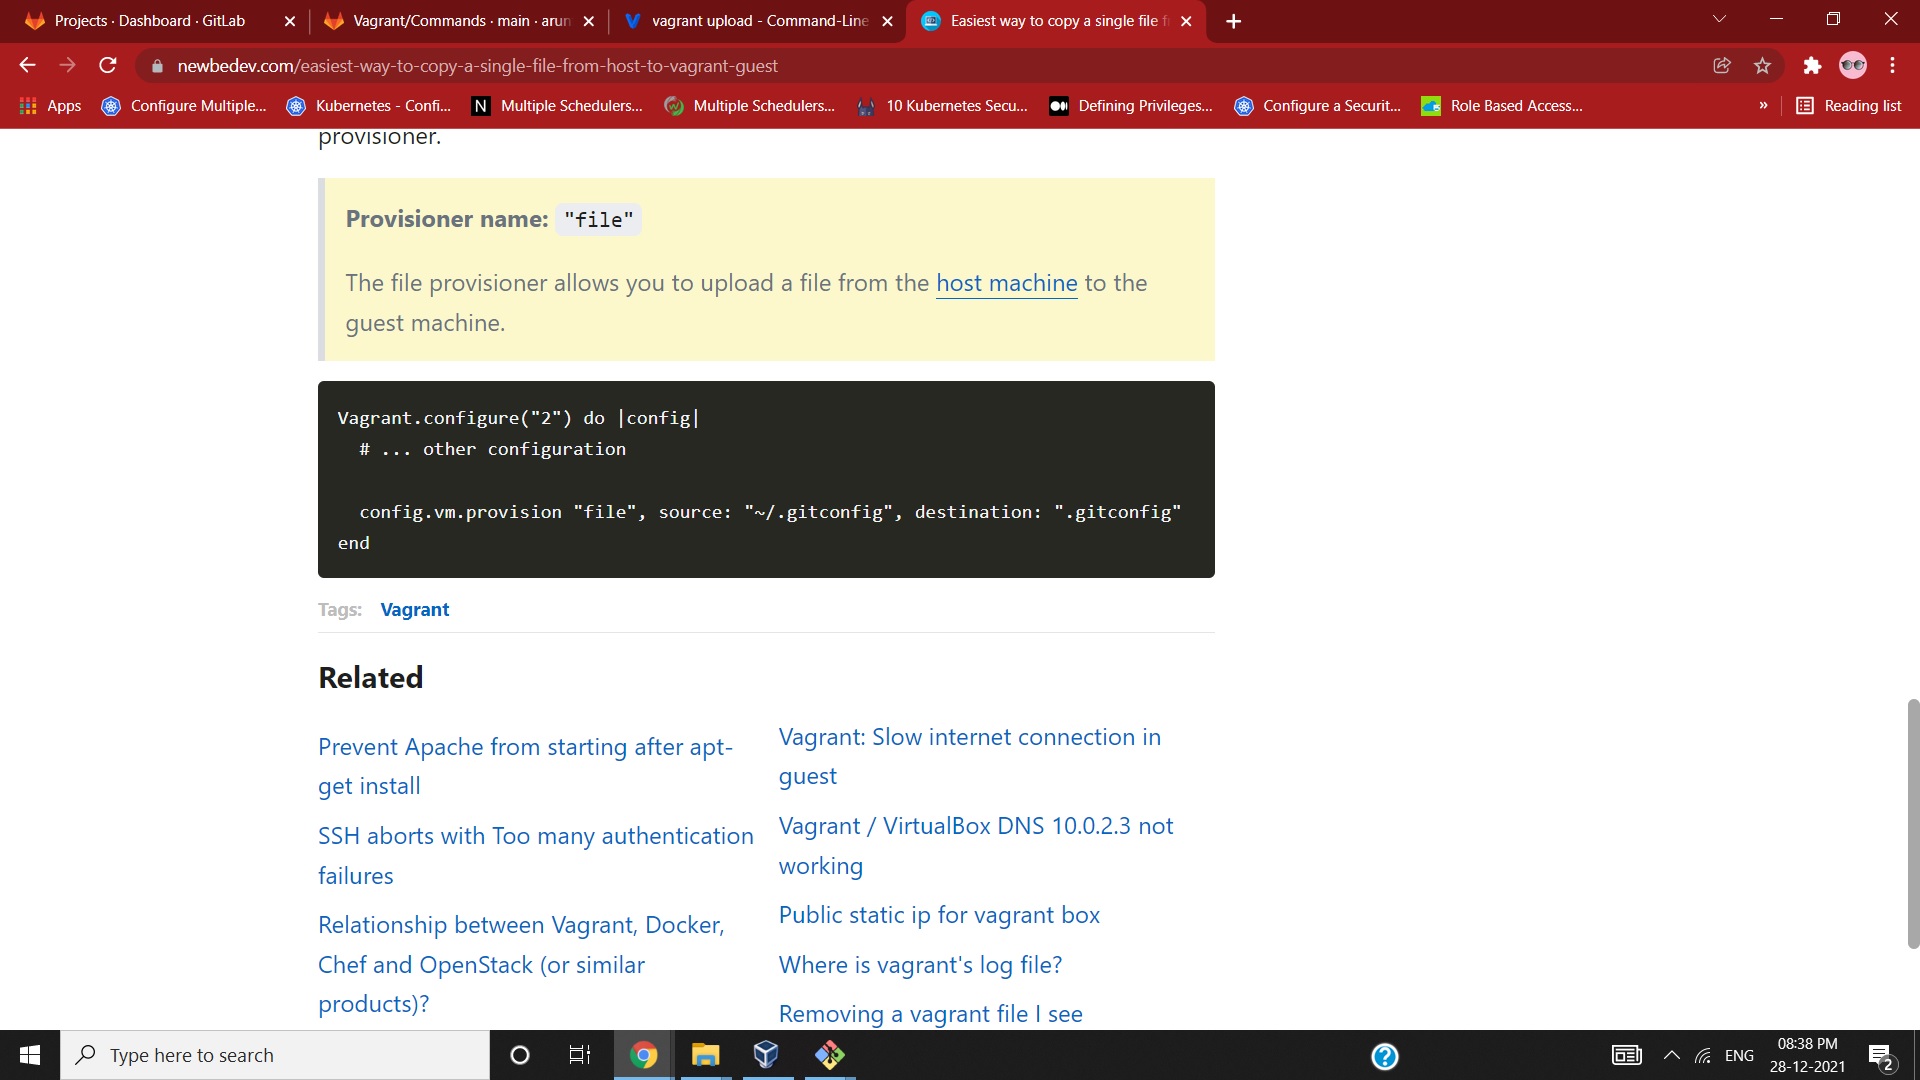 Projects · Dashboard · GitLab
Vagrant/Commands · main · arun
vagrant upload - Command-Line
Easiest way to copy a single file f
newbedev.com/easiest-way-to-copy-a-single-file-from-host-to-vagrant-guest
Apps
Configure Multiple...
Kubernetes - Confi...
N
Multiple Schedulers...
Multiple Schedulers...
10 Kubernetes Secu...
Defining Privileges...
Configure a Securit...
Role Based Access...
»
Reading list
provisioner.
Provisioner name: "file"
The file provisioner allows you to upload a file from the host machine to the
guest machine.
Vagrant.configure("2") do |config|
# ... other configuration
config.vm.provision "file", source: "~/.gitconfig", destination: ".gitconfig"
end
Tags: Vagrant
Related
Prevent Apache from starting after apt-
get install
SSH aborts with Too many authentication
failures
Relationship between Vagrant, Docker,
Chef and OpenStack (or similar
products)?
Vagrant: Slow internet connection in
guest
Vagrant / VirtualBox DNS 10.0.2.3 not
working
Public static ip for vagrant box
Where is vagrant's log file?
Removing a vagrant file I see
Type here to search
?
ENG
08:38 PM
28-12-2021
2